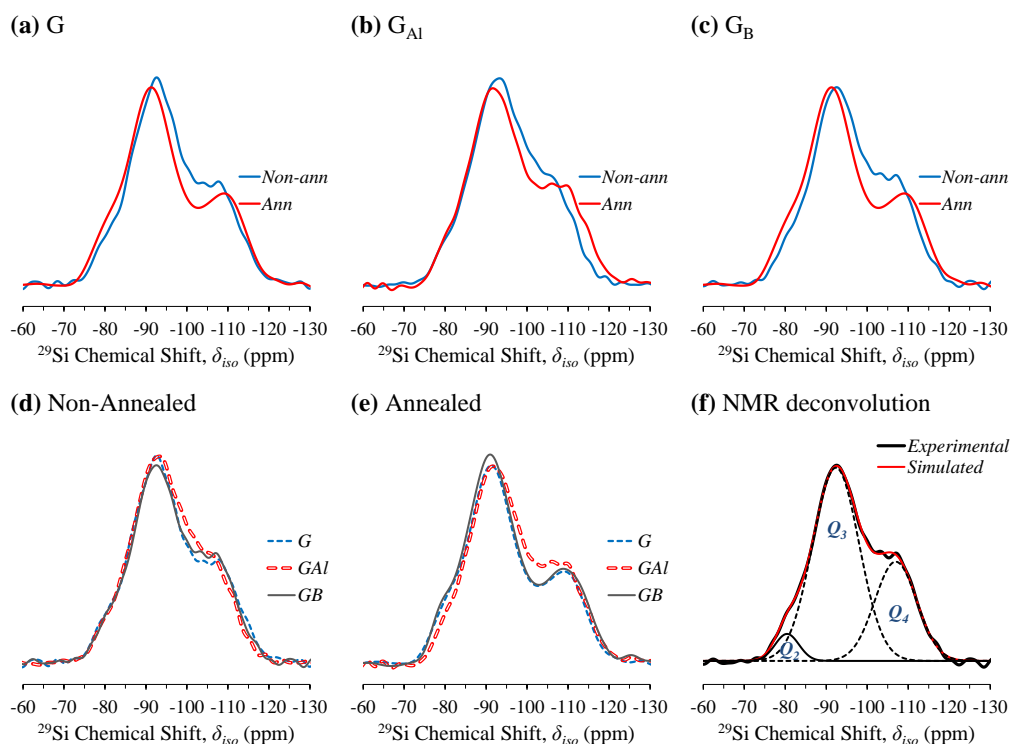 (a) G
(b) G_Al
(c) G_B
Non-ann
Ann
Non-ann
Ann
Non-ann
Ann
-60 -70 -80 -90 -100 -110 -120 -130
-60 -70 -80 -90 -100 -110 -120 -130
-60 -70 -80 -90 -100 -110 -120 -130
²⁹Si Chemical Shift, δiso (ppm)
²⁹Si Chemical Shift, δiso (ppm)
²⁹Si Chemical Shift, δiso (ppm)
(d) Non-Annealed
(e) Annealed
(f) NMR deconvolution
G
GAl
GB
G
GAl
GB
Experimental
Simulated
Q3
Q4
Q2
-60 -70 -80 -90 -100 -110 -120 -130
-60 -70 -80 -90 -100 -110 -120 -130
-60 -70 -80 -90 -100 -110 -120 -130
²⁹Si Chemical Shift, δiso (ppm)
²⁹Si Chemical Shift, δiso (ppm)
²⁹Si Chemical Shift, δiso (ppm)